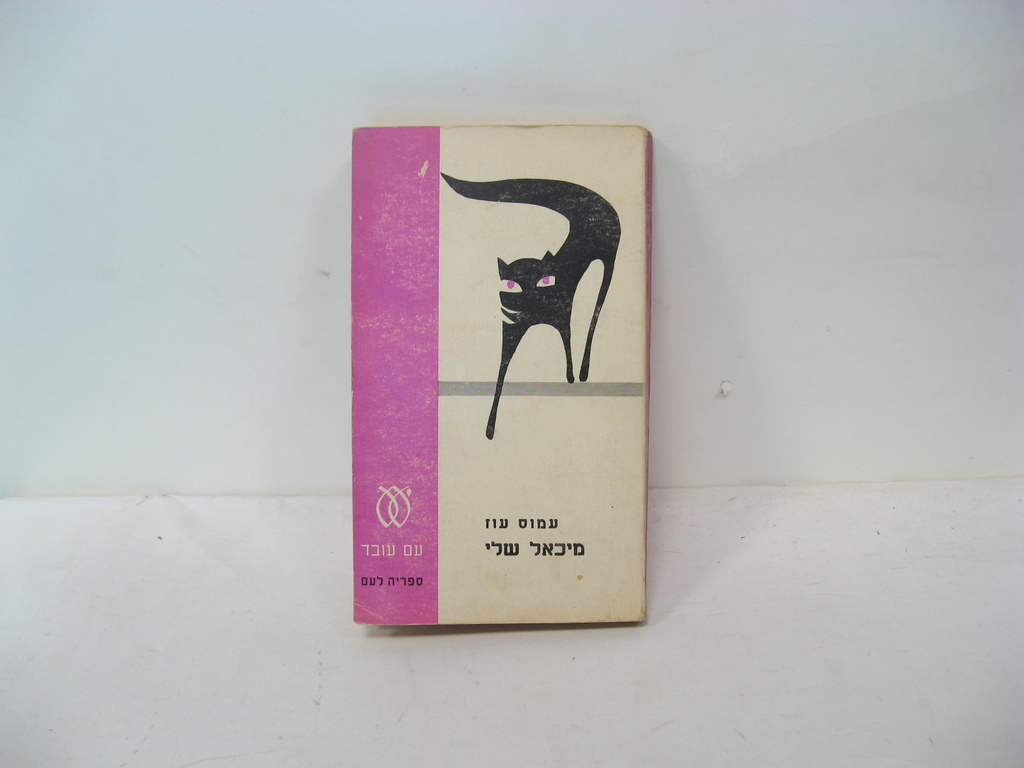 עמוס עוז
מיכאל שלי
עם עובד
ספריה לעם